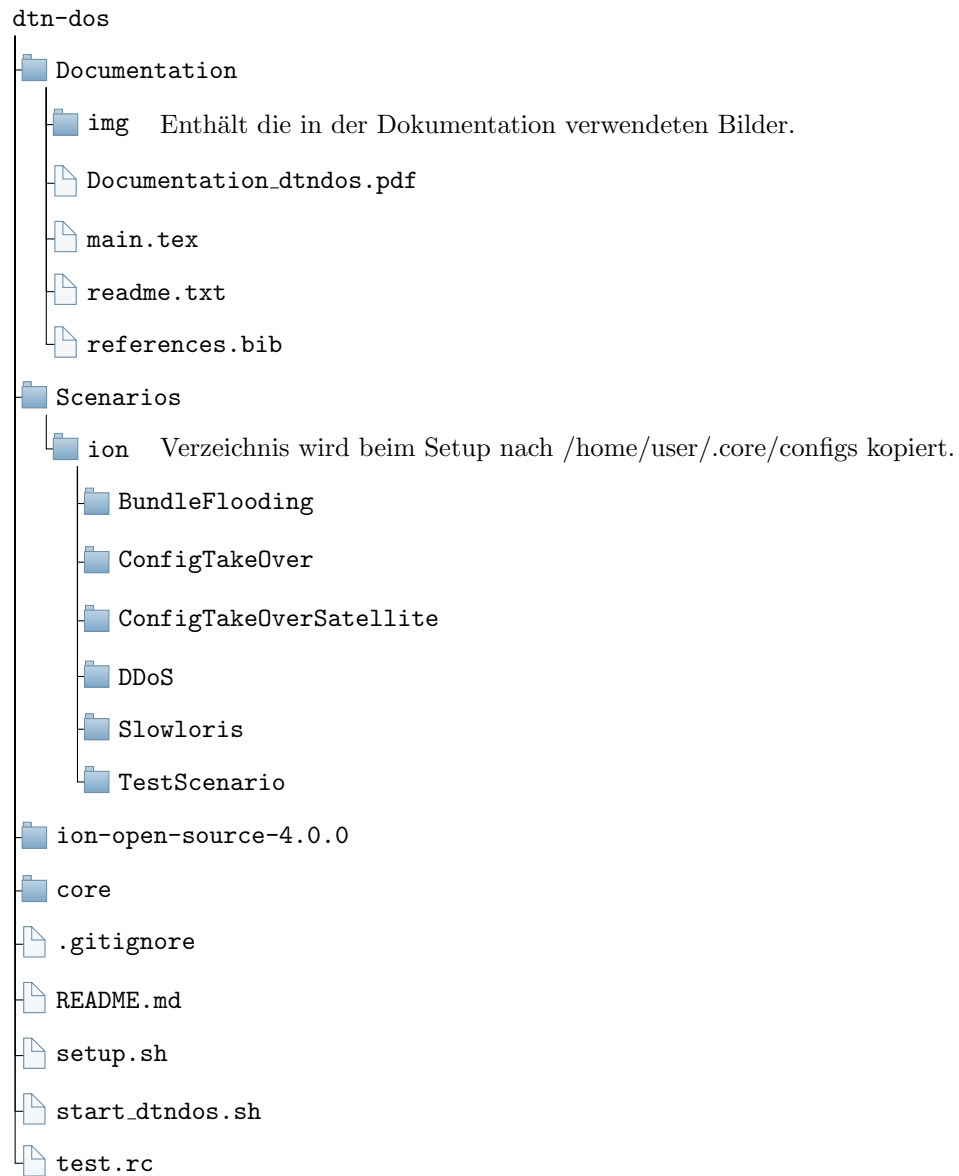 dtn-dos
Documentation
img Enthält die in der Dokumentation verwendeten Bilder.
Documentation_dtndos.pdf
main.tex
readme.txt
references.bib
Scenarios
ion Verzeichnis wird beim Setup nach /home/user/.core/configs kopiert.
BundleFlooding
ConfigTakeOver
ConfigTakeOverSatellite
DDoS
Slowloris
TestScenario
ion-open-source-4.0.0
core
.gitignore
README.md
setup.sh
start_dtndos.sh
test.rc